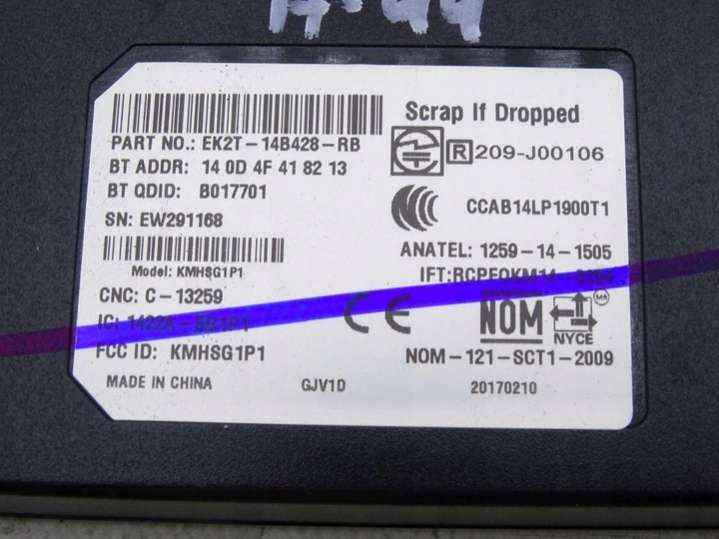 Scrap If Dropped
PART NO.: EK2T-14B428-RB
R 209-J00106
BT ADDR: 14 0D 4F 41 82 13
BT QDID: B017701
CCAB14LP1900T1
SN: EW291168
ANATEL: 1259-14-1505
Model: KMHSG1P1
CNC: C-13259
CE
NOM
NYCE
FCC ID: KMHSG1P1
NOM-121-SCT1-2009
MADE IN CHINA
GJV1D
20170210